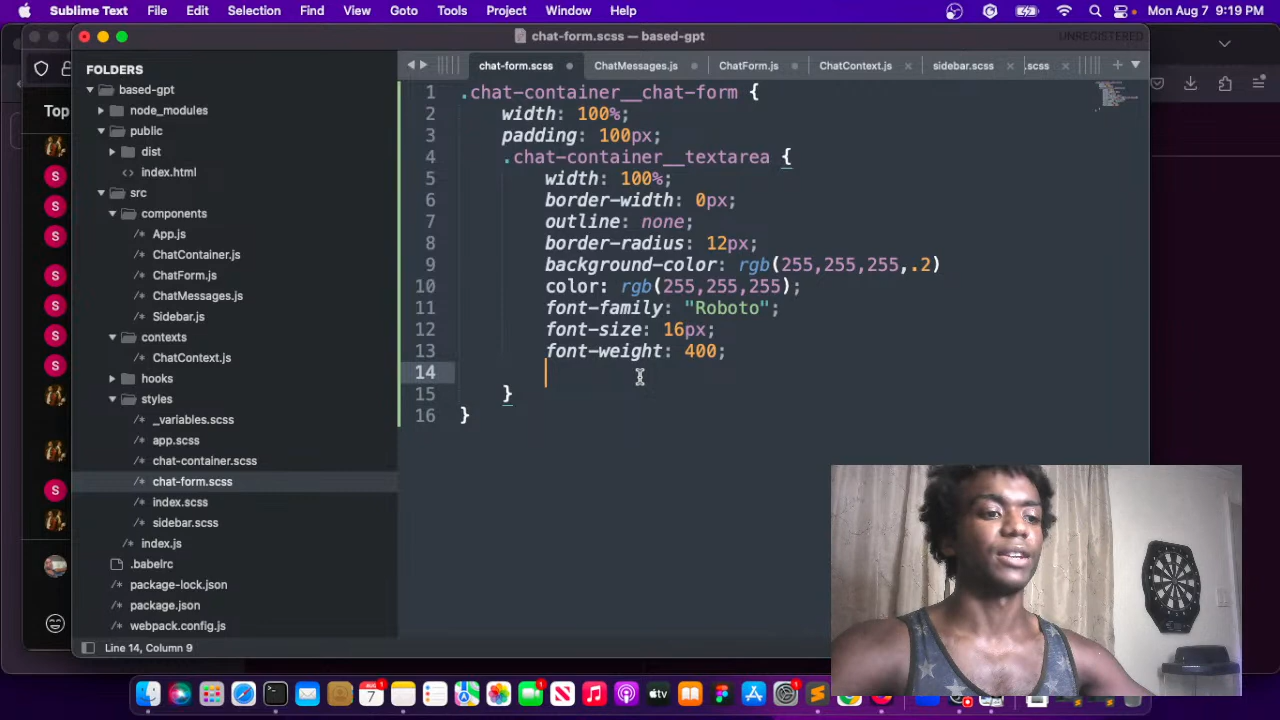 Sublime Text File Edit Selection Find View Goto Tools Project Window Help Mon Aug 7 9:19 PM
chat-form.scss — based-gpt UNREGISTERED
FOLDERS
based-gpt
node_modules
public
dist
index.html
src
components
App.js
ChatContainer.js
ChatForm.js
ChatMessages.js
Sidebar.js
contexts
ChatContext.js
hooks
styles
_variables.scss
app.scss
chat-container.scss
chat-form.scss
index.scss
sidebar.scss
index.js
.babelrc
package-lock.json
package.json
webpack.config.js
chat-form.scss ChatMessages.js ChatForm.js ChatContext.js sidebar.scss .scss
1 .chat-container__chat-form {
2 width: 100%;
3 padding: 100px;
4 .chat-container__textarea {
5 width: 100%;
6 border-width: 0px;
7 outline: none;
8 border-radius: 12px;
9 background-color: rgb(255,255,255,.2)
10 color: rgb(255,255,255);
11 font-family: "Roboto";
12 font-size: 16px;
13 font-weight: 400;
14
15 }
16 }
Line 14, Column 9
Top
S
S
S
S
S
S
S
S
AUG
7